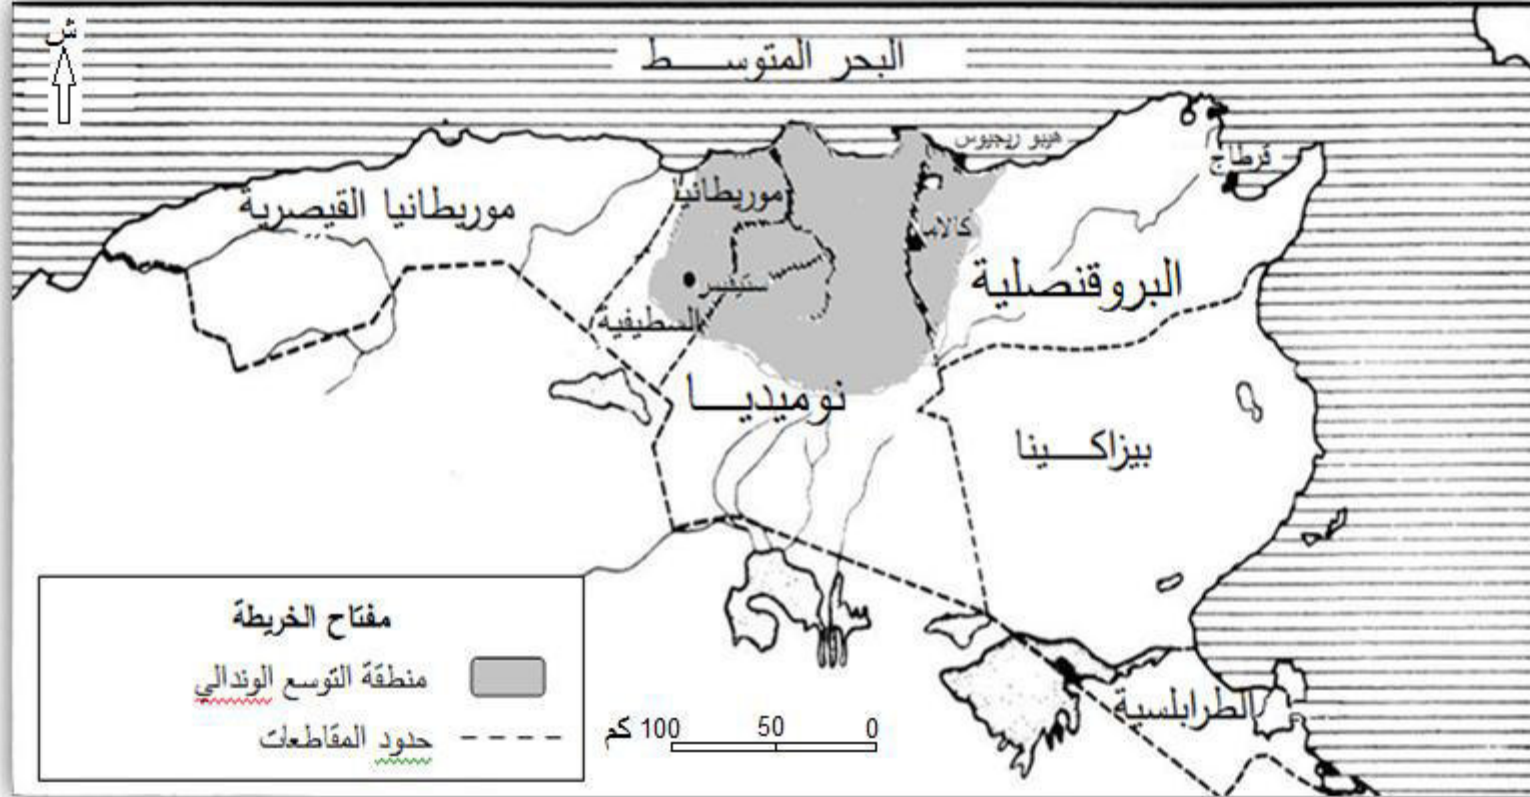 ش
البحر المتوسط
هيبو ريجيوس
قرطاج
موريطانيا
موريطانيا القيصرية
كالاما
البروقنصلية
ستيفيس
السطيفية
نوميديا
بيزاكينا
الطرابلسية
مفتاح الخريطة
منطقة التوسع الوندالي
حدود المقاطعات
0 50 100 كم